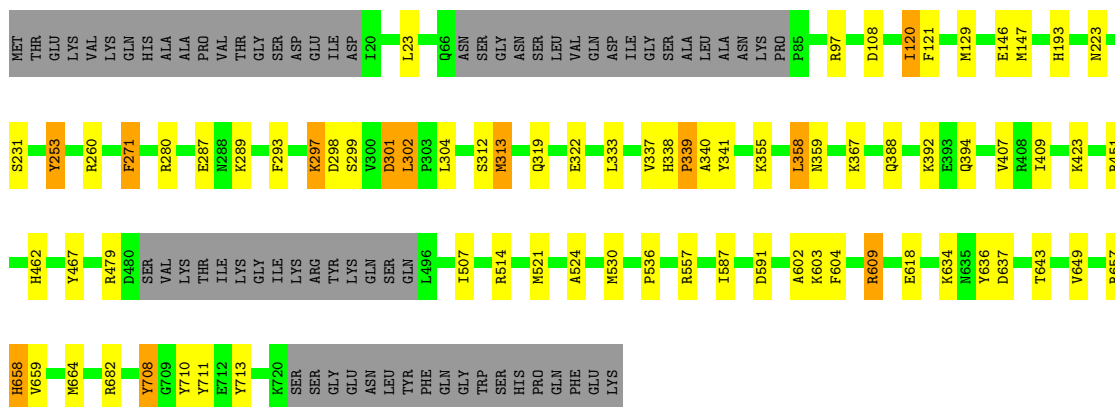 MET THR GLU LYS VAL LYS GLN HIS ALA ALA PRO VAL THR GLY SER ASP GLU ILE ASP I20 L23 Q66 ASN SER GLY ASN SER LEU VAL GLN ASP ILE GLY SER ALA LEU ALA ASN LYS PRO P85 R97 D108 I120 F121 M129 E146 M147 H193 N223
S231 Y253 R260 F271 R280 E287 N288 K289 F293 K297 D298 S299 V300 D301 L302 P303 L304 S312 M313 Q319 E322 L333 V337 H338 P339 A340 Y341 K355 L358 N359 K367 Q388 K392 E393 Q394 V407 R408 I409 K423
H462 Y467 R479 D480 SER VAL LYS THR ILE LYS GLY ILE LYS ARG TYR LYS GLN SER GLN L496 I507 R514 M521 A524 M530 P536 R557 I587 D591 A602 K603 F604 R609 E618 K634 N635 Y636 D637 T643 V649
H658 V659 M664 R682 Y708 G709 Y710 Y711 E712 Y713 K720 SER SER GLY GLU ASN LEU TYR PHE GLN GLY TRP SER HIS PRO GLN PHE GLU LYS